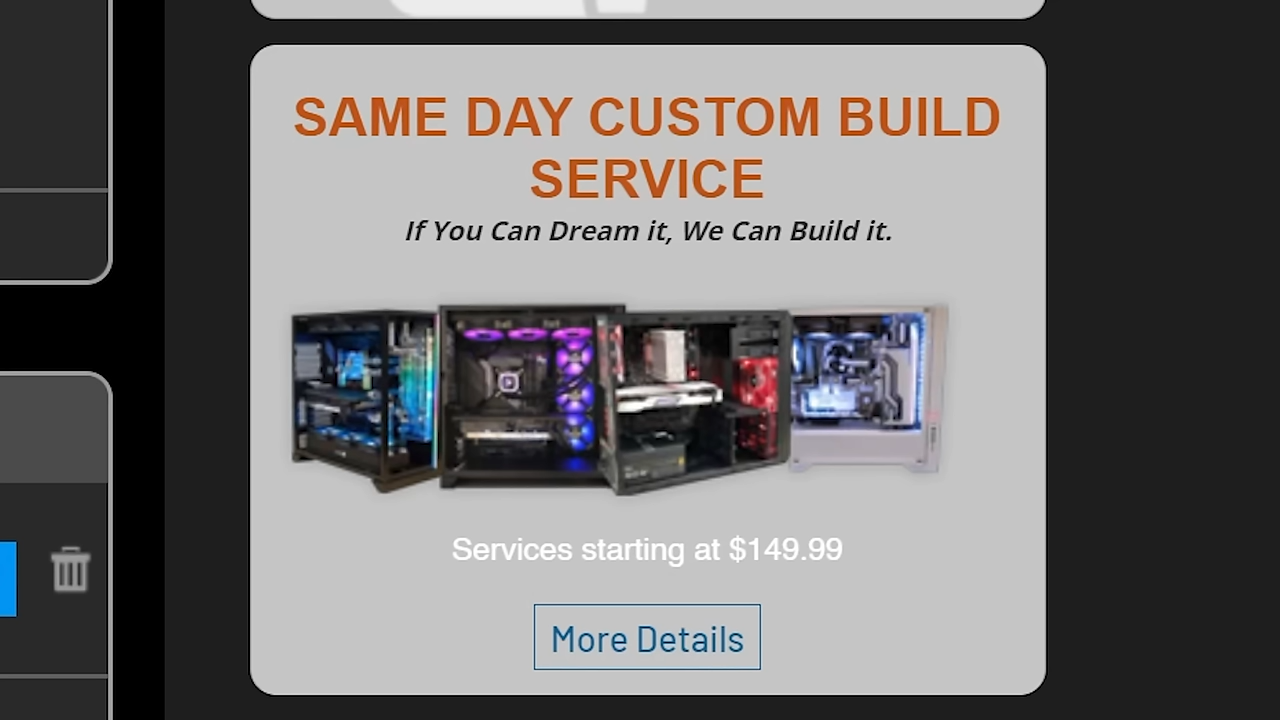 SAME DAY CUSTOM BUILD
SERVICE
If You Can Dream it, We Can Build it.
Services starting at $149.99
More Details